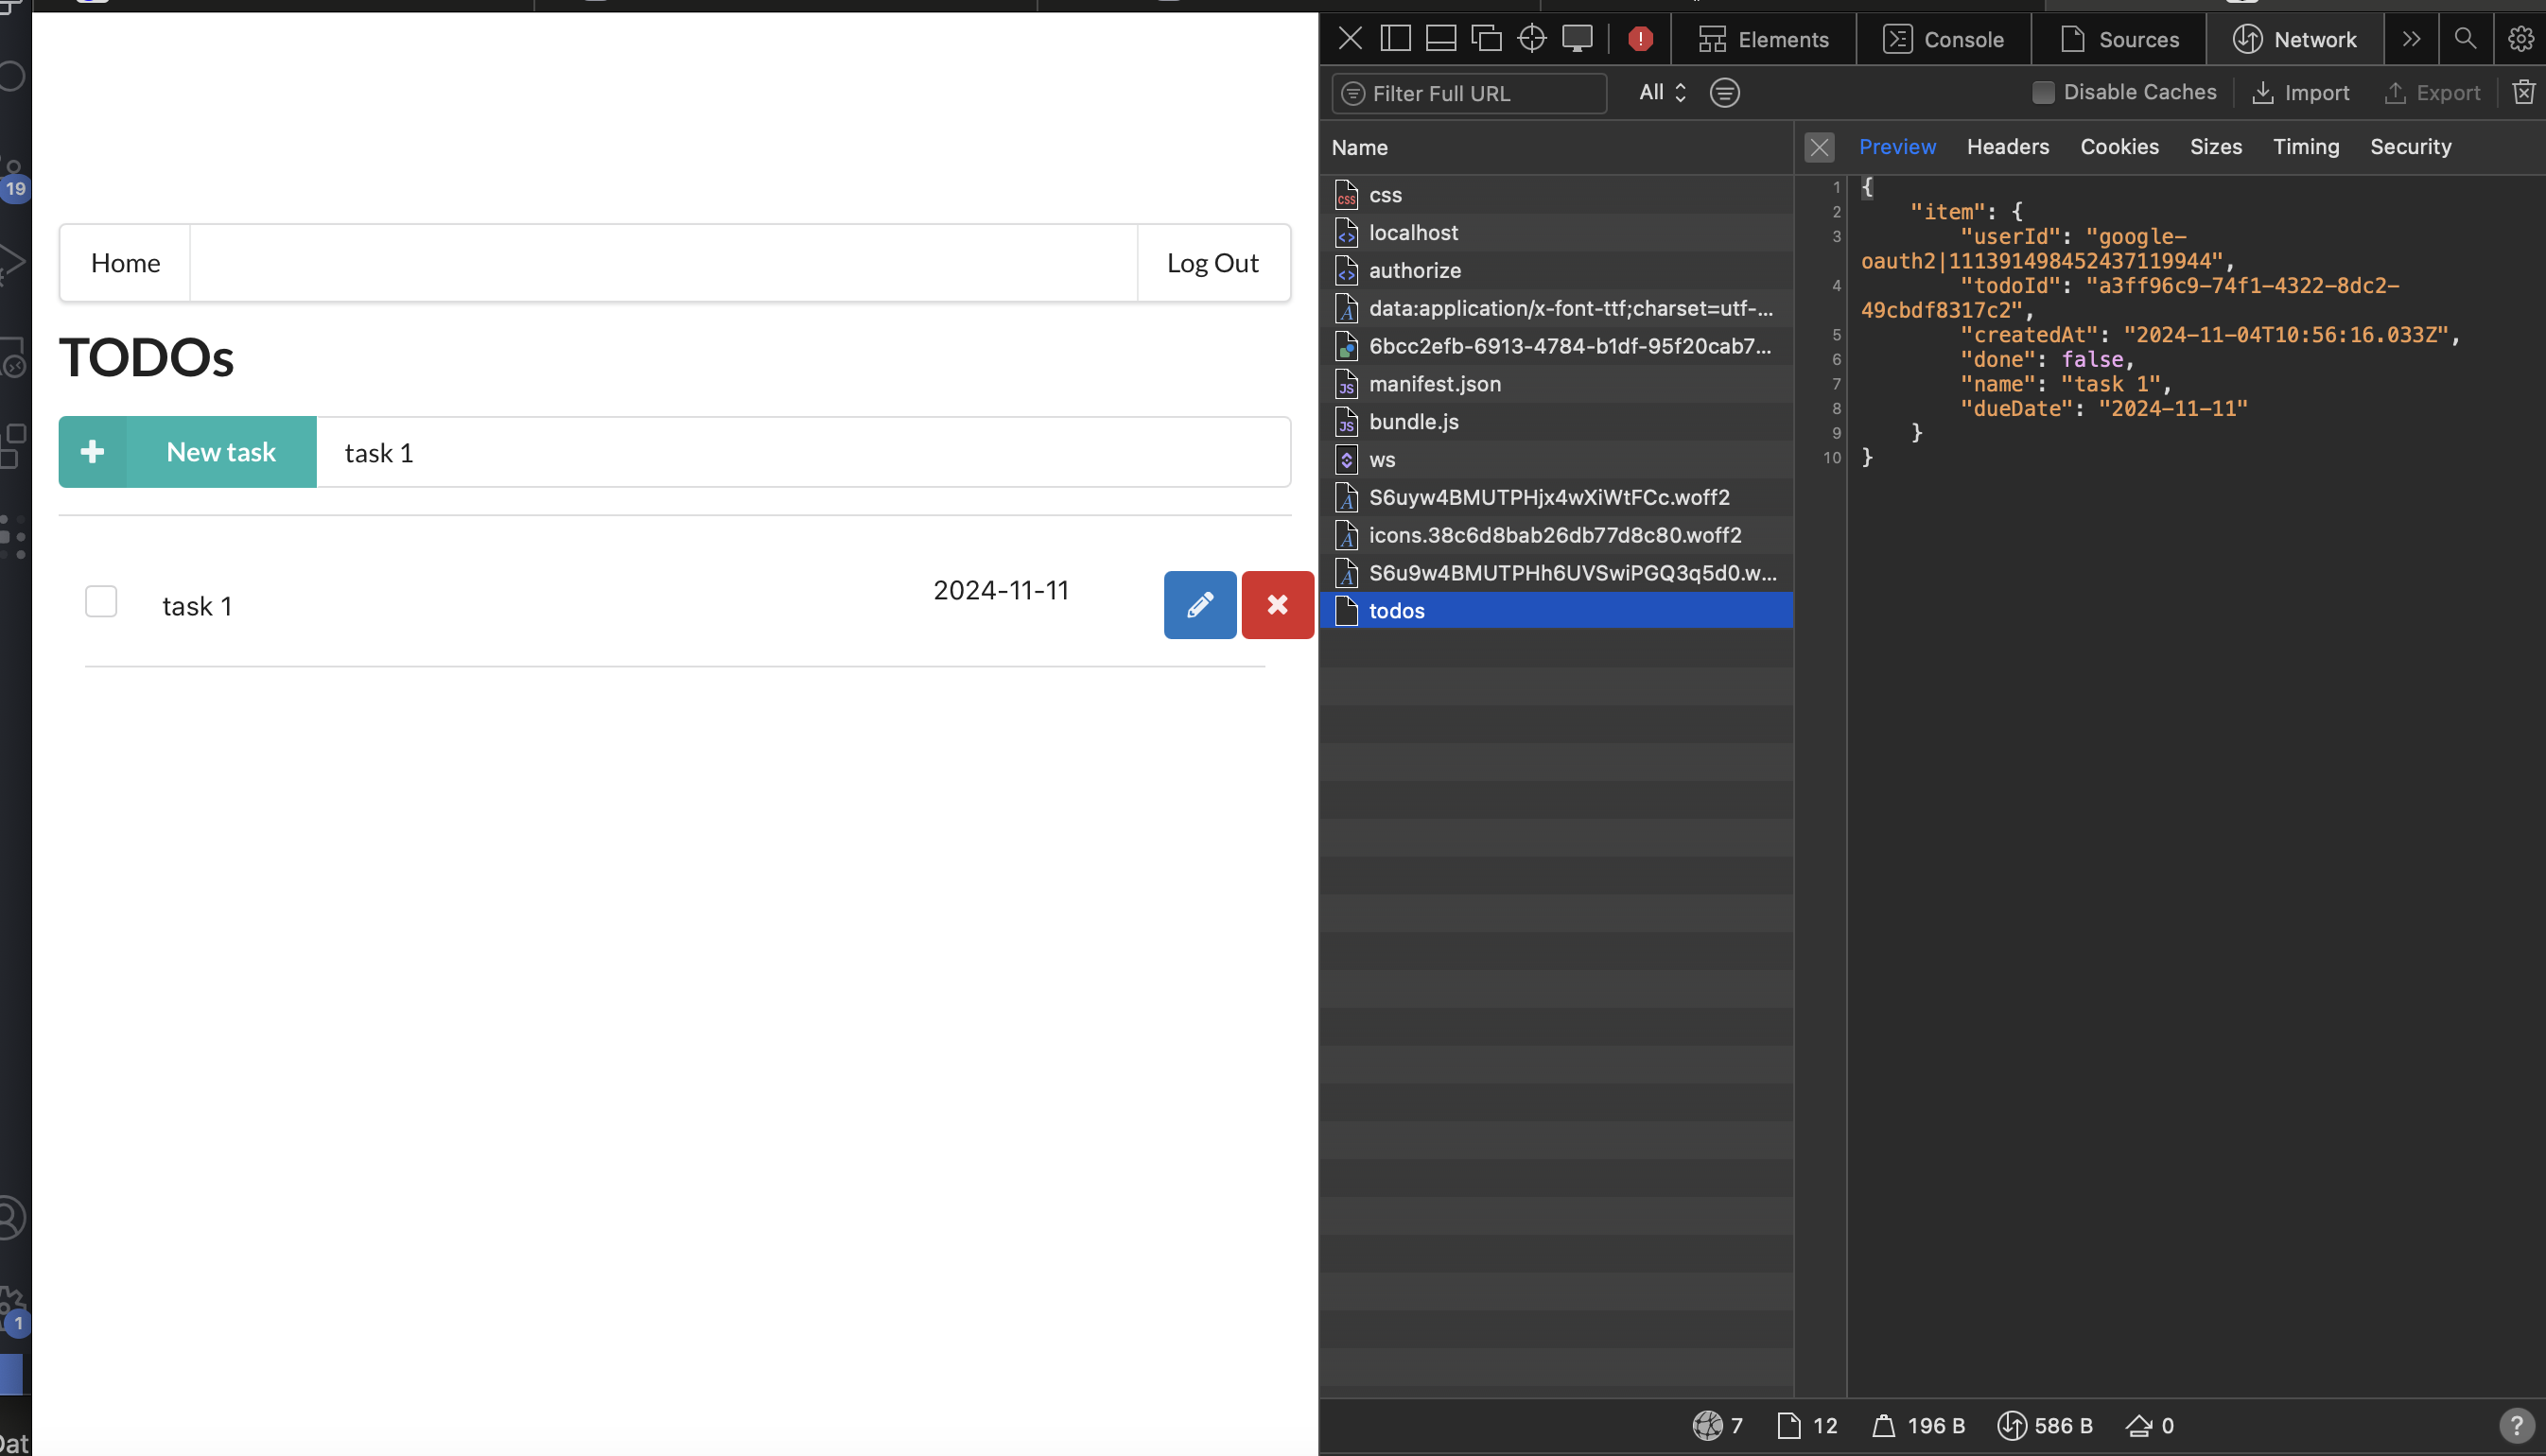 19
1
Dat
Home
Log Out
TODOs
New task
task 1
task 1
2024-11-11
Elements
Console
Sources
Network
Filter Full URL
All
Disable Caches
Import
Export
Name
Preview
Headers
Cookies
Sizes
Timing
Security
css
localhost
authorize
data:application/x-font-ttf;charset=utf-...
6bcc2efb-6913-4784-b1df-95f20cab7...
manifest.json
bundle.js
ws
S6uyw4BMUTPHjx4wXiWtFCc.woff2
icons.38c6d8bab26db77d8c80.woff2
S6u9w4BMUTPHh6UVSwiPGQ3q5d0.w...
todos
1 {
2 "item": {
3 "userId": "google-
oauth2|111391498452437119944",
4 "todoId": "a3ff96c9-74f1-4322-8dc2-
49cbdf8317c2",
5 "createdAt": "2024-11-04T10:56:16.033Z",
6 "done": false,
7 "name": "task 1",
8 "dueDate": "2024-11-11"
9 }
10 }
7
12
196 B
586 B
0
?